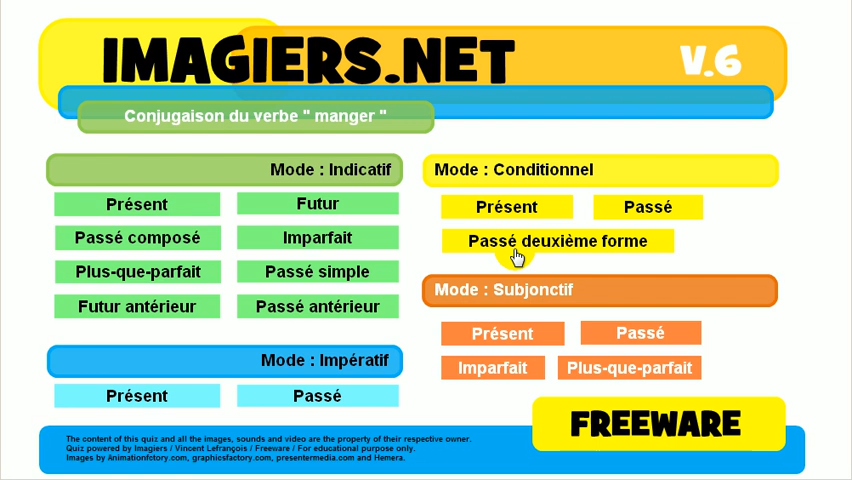 IMAGIERS.NET
V.6
Conjugaison du verbe " manger "
Mode : Indicatif
Présent
Futur
Passé composé
Imparfait
Plus-que-parfait
Passé simple
Futur antérieur
Passé antérieur
Mode : Impératif
Présent
Passé
Mode : Conditionnel
Présent
Passé
Passé deuxième forme
Mode : Subjonctif
Présent
Passé
Imparfait
Plus-que-parfait
FREEWARE
The content of this quiz and all the images, sounds and video are the property of their respective owner.
Quiz powered by Imagiers / Vincent Lefrançois / Freeware / For educational purpose only.
Images by Animationfctory.com, graphicsfactory.com, presentermedia.com and Hemera.